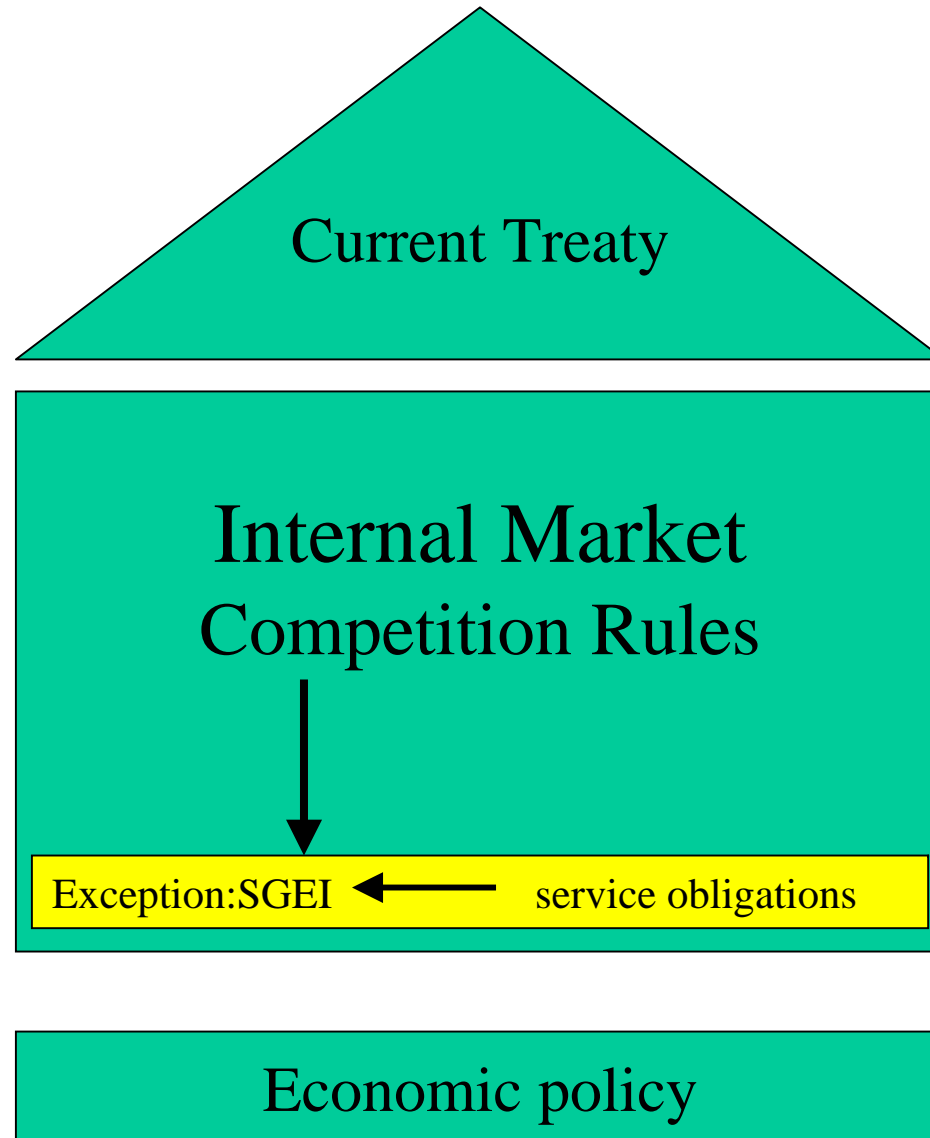 Current Treaty
Internal Market
Competition Rules
Exception:SGEI service obligations
Economic policy